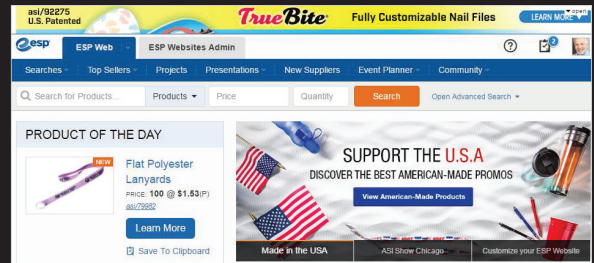 asi/92275
U.S. Patented
TrueBite®
Fully Customizable Nail Files
LEARN MORE
open
esp
ESP Web
ESP Websites Admin
2
Searches
Top Sellers
Projects
Presentations
New Suppliers
Event Planner
Community
Search for Products...
Products
Price
Quantity
Search
Open Advanced Search
PRODUCT OF THE DAY
NEW
Flat Polyester
Lanyards
PRICE: 100 @ $1.53(P)
asi/79982
Learn More
Save To Clipboard
SUPPORT THE U.S.A
DISCOVER THE BEST AMERICAN-MADE PROMOS
View American-Made Products
Made in the USA
ASI Show Chicago
Customize your ESP Website